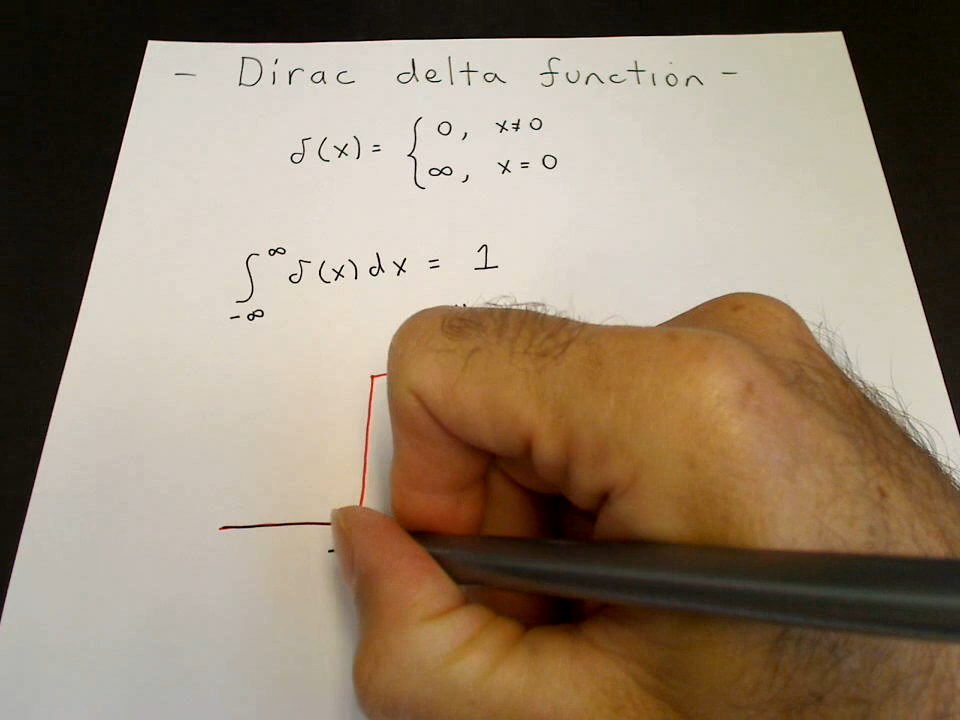 - Dirac delta function -
δ(x) = { 0, x≠0
∞, x = 0
∫_{-∞}^{∞} δ(x) dx = 1
-